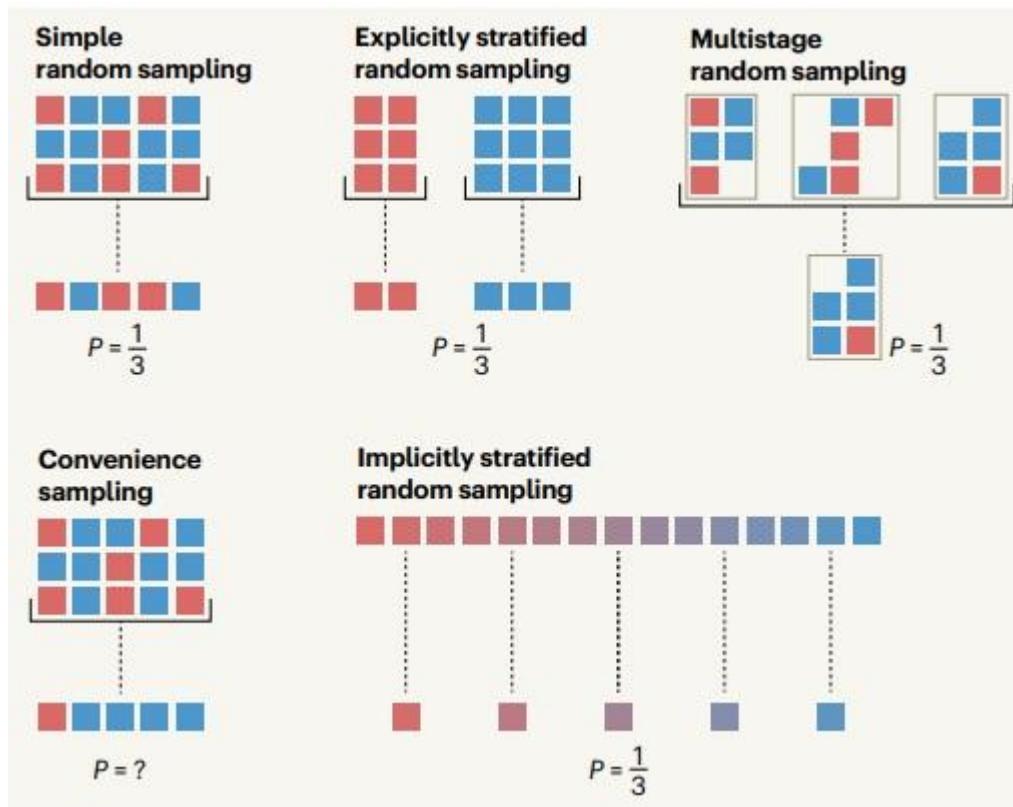 Simple
random sampling
P = 1/3
Explicitly stratified
random sampling
P = 1/3
Multistage
random sampling
P = 1/3
Convenience
sampling
P = ?
Implicitly stratified
random sampling
P = 1/3